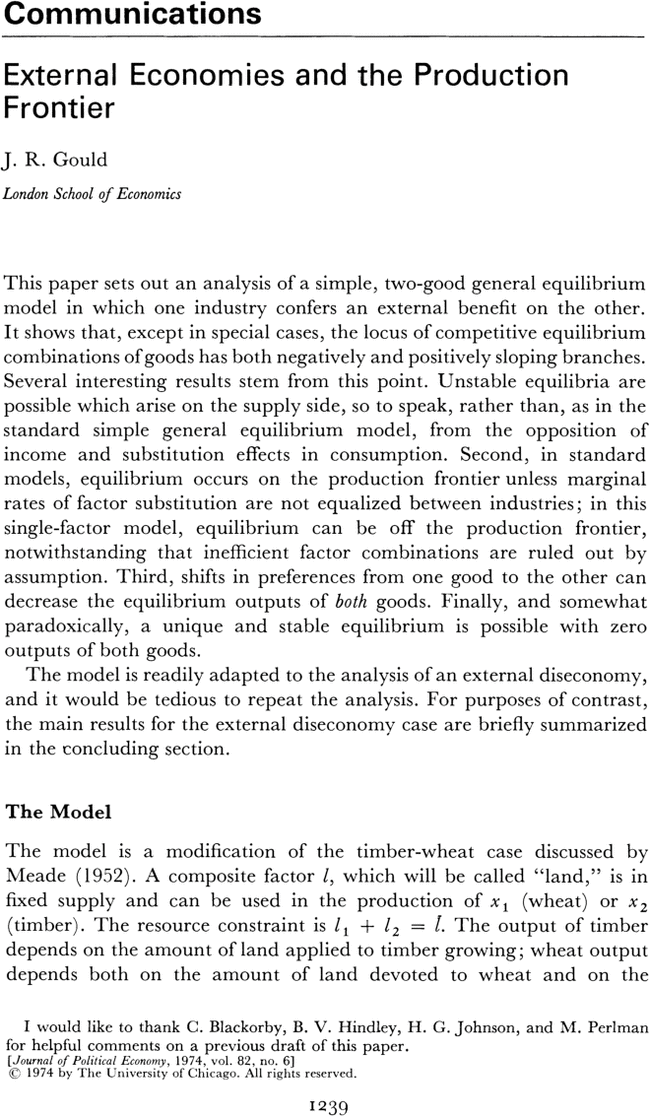 Communications
External Economies and the Production
Frontier
J. R. Gould
London School of Economics
This paper sets out an analysis of a simple, two-good general equilibrium
model in which one industry confers an external benefit on the other.
It shows that, except in special cases, the locus of competitive equilibrium
combinations of goods has both negatively and positively sloping branches.
Several interesting results stem from this point. Unstable equilibria are
possible which arise on the supply side, so to speak, rather than, as in the
standard simple general equilibrium model, from the opposition of
income and substitution effects in consumption. Second, in standard
models, equilibrium occurs on the production frontier unless marginal
rates of factor substitution are not equalized between industries; in this
single-factor model, equilibrium can be off the production frontier,
notwithstanding that inefficient factor combinations are ruled out by
assumption. Third, shifts in preferences from one good to the other can
decrease the equilibrium outputs of both goods. Finally, and somewhat
paradoxically, a unique and stable equilibrium is possible with zero
outputs of both goods.
The model is readily adapted to the analysis of an external diseconomy,
and it would be tedious to repeat the analysis. For purposes of contrast,
the main results for the external diseconomy case are briefly summarized
in the concluding section.
The Model
The model is a modification of the timber-wheat case discussed by
Meade (1952). A composite factor l, which will be called “land,” is in
fixed supply and can be used in the production of x₁ (wheat) or x₂
(timber). The resource constraint is l₁ + l₂ = l̄. The output of timber
depends on the amount of land applied to timber growing; wheat output
depends both on the amount of land devoted to wheat and on the
I would like to thank C. Blackorby, B. V. Hindley, H. G. Johnson, and M. Perlman
for helpful comments on a previous draft of this paper.
[Journal of Political Economy, 1974, vol. 82, no. 6]
© 1974 by The University of Chicago. All rights reserved.
1239